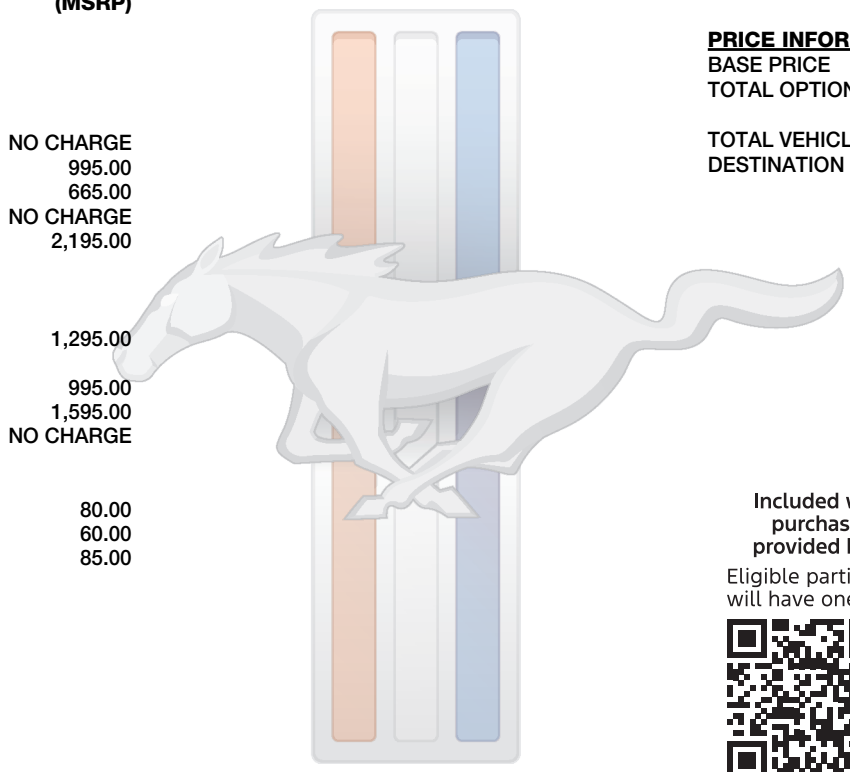 (MSRP)
NO CHARGE
995.00
665.00
NO CHARGE
2,195.00
1,295.00
995.00
1,595.00
NO CHARGE
80.00
60.00
85.00
PRICE INFOR
BASE PRICE
TOTAL OPTION
TOTAL VEHICL
DESTINATION
Included w
purchas
provided b
Eligible parti
will have one